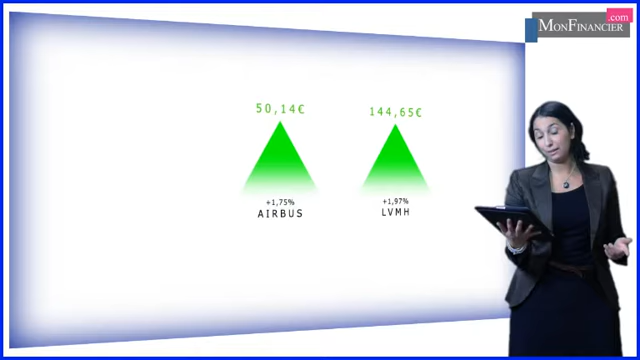 .com
MONFINANCIER
50,14€
144,65€
+1,75%
AIRBUS
+1,97%
LVMH